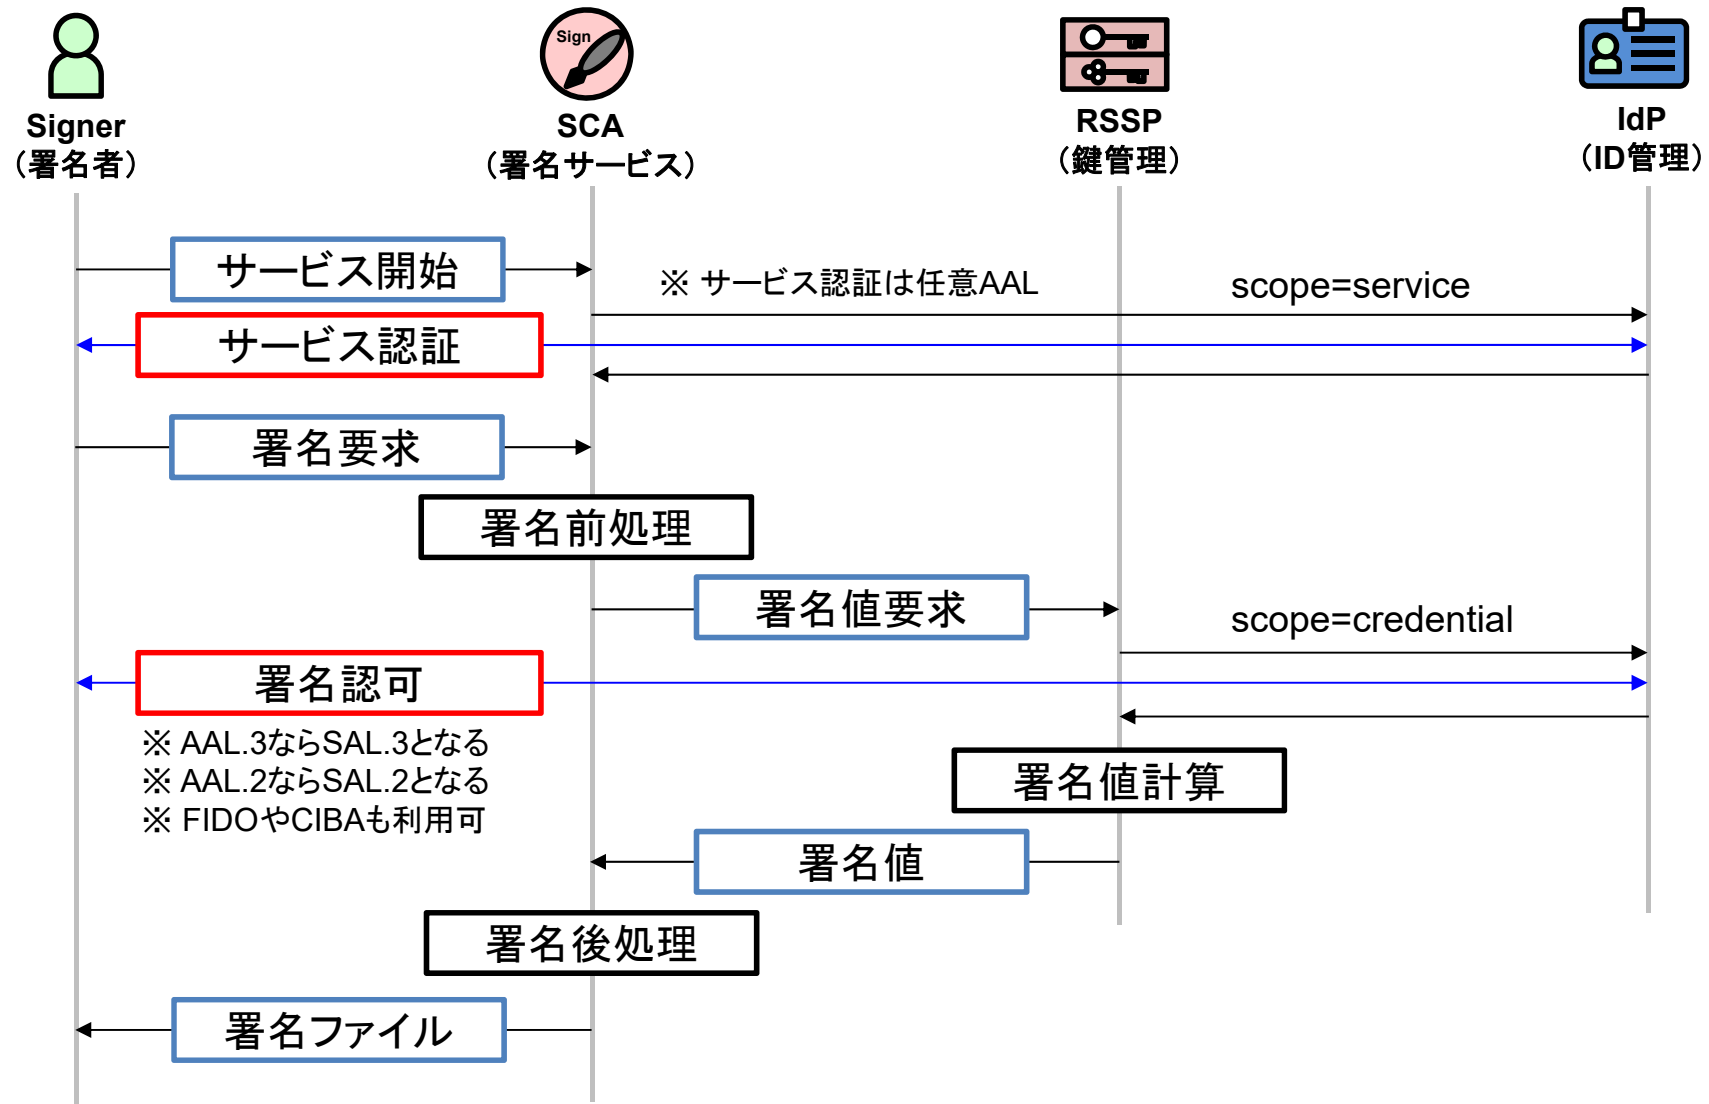 Sign
Signer
（署名者）
SCA
（署名サービス）
RSSP
（鍵管理）
IdP
（ID管理）
サービス開始
※ サービス認証は任意AAL
scope=service
サービス認証
署名要求
署名前処理
署名値要求
scope=credential
署名認可
※ AAL.3ならSAL.3となる
※ AAL.2ならSAL.2となる
※ FIDOやCIBAも利用可
署名値計算
署名値
署名後処理
署名ファイル